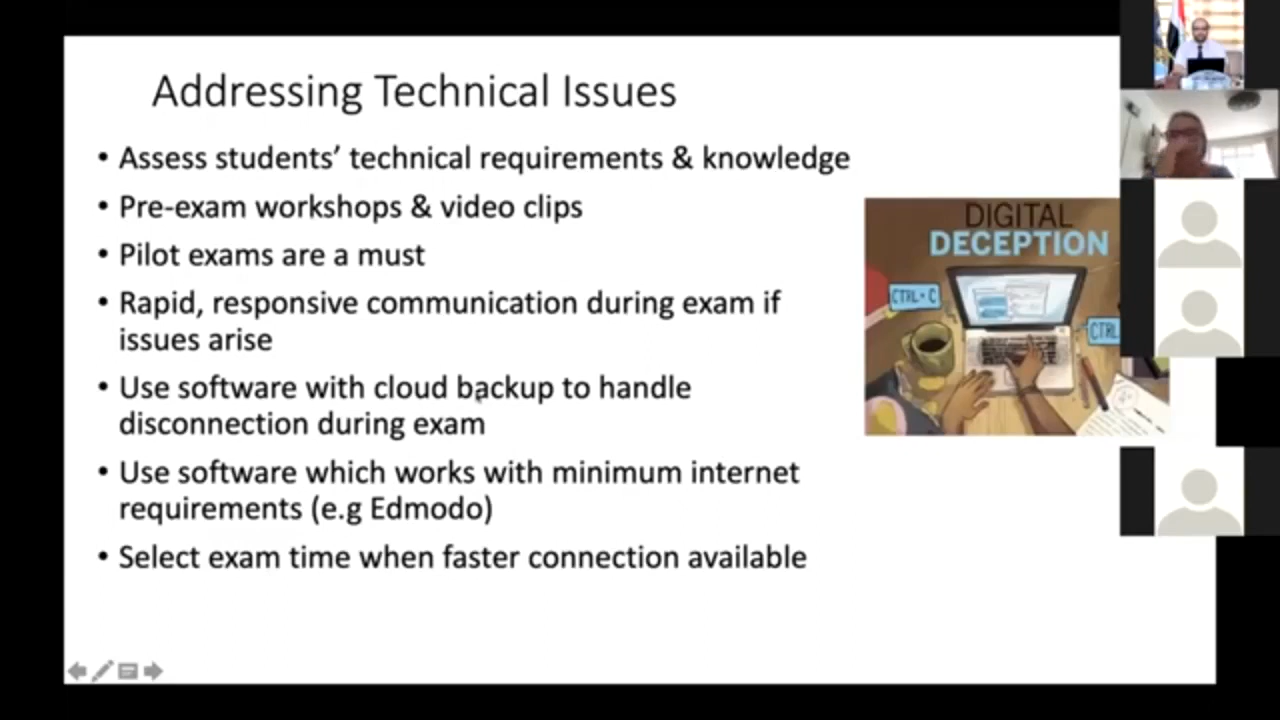 Addressing Technical Issues
• Assess students’ technical requirements & knowledge
• Pre-exam workshops & video clips
• Pilot exams are a must
• Rapid, responsive communication during exam if
issues arise
• Use software with cloud backup to handle
disconnection during exam
• Use software which works with minimum internet
requirements (e.g Edmodo)
• Select exam time when faster connection available
DIGITAL
DECEPTION
CTRL+C
CTRL